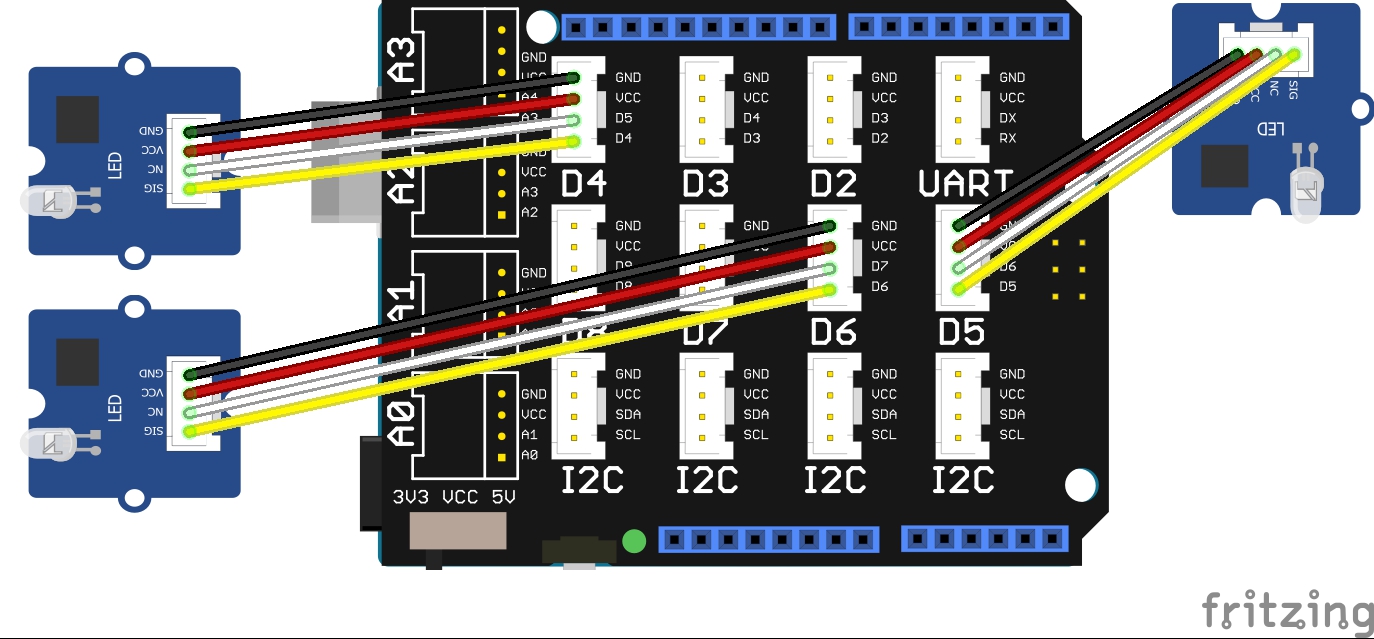 A3
GND
VCC
A4
A3
A2
GND
VCC
A3
A2
A1
GND
A0
GND
VCC
A1
A0
3V3 VCC 5V
GND
VCC
D5
D4
D4
GND
VCC
D4
D3
D3
GND
VCC
D3
D2
D2
GND
VCC
DX
RX
UART
GND
VCC
D9
D8
D8
GND
VCC
D7
GND
VCC
D7
D6
D6
GND
VCC
D6
D5
D5
GND
VCC
SDA
SCL
I2C
GND
VCC
SDA
SCL
I2C
GND
VCC
SDA
SCL
I2C
GND
VCC
SDA
SCL
I2C
GND
VCC
NC
SIG
LED
GND
VCC
NC
SIG
LED
NC
SIG
LED
fritzing